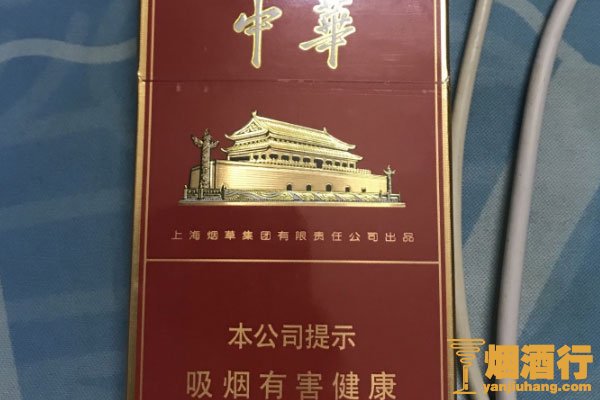 中華
上海烟草集团有限责任公司出品
本公司提示
吸烟有害健康
烟酒行
yanjiuhang.com